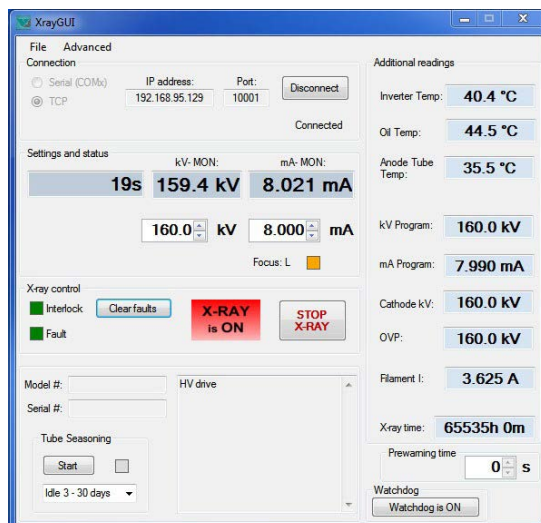 XrayGUI
File Advanced
Connection
Serial (COMx)
TCP
IP address:
192.168.95.129
Port:
10001
Disconnect
Connected
Settings and status
kV- MON:
mA- MON:
19s 159.4 kV 8.021 mA
160.0 kV 8.000 mA
Focus: L
X-ray control
Interlock
Clear faults
Fault
X-RAY
is ON
STOP
X-RAY
Model #:
Serial #:
HV drive
Tube Seasoning
Start
Idle 3 - 30 days
Additional readings
Inverter Temp: 40.4 °C
Oil Temp: 44.5 °C
Anode Tube
Temp:
35.5 °C
kV Program: 160.0 kV
mA Program: 7.990 mA
Cathode kV: 160.0 kV
OVP: 160.0 kV
Filament I: 3.625 A
X-ray time: 65535h 0m
Prewarning time
0 s
Watchdog
Watchdog is ON